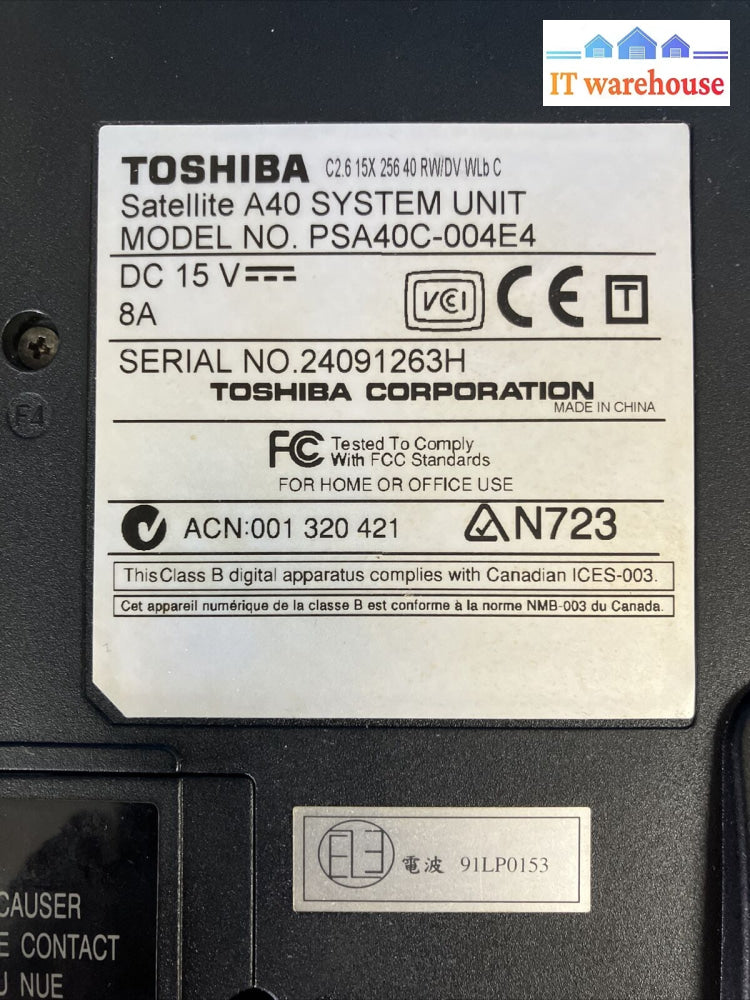 IT warehouse
TOSHIBA C2.6 15X 256 40 RW/DV WLb C
Satellite A40 SYSTEM UNIT
MODEL NO. PSA40C-004E4
DC 15 V
8A
VCI CE T
SERIAL NO.24091263H
TOSHIBA CORPORATION
MADE IN CHINA
F4
FC Tested To Comply
With FCC Standards
FOR HOME OR OFFICE USE
ACN:001 320 421 N723
This Class B digital apparatus complies with Canadian ICES-003.
Cet appareil numérique de la classe B est conforme à la norme NMB-003 du Canada.
電波 91LP0153
CAUSER
E CONTACT
U NUE